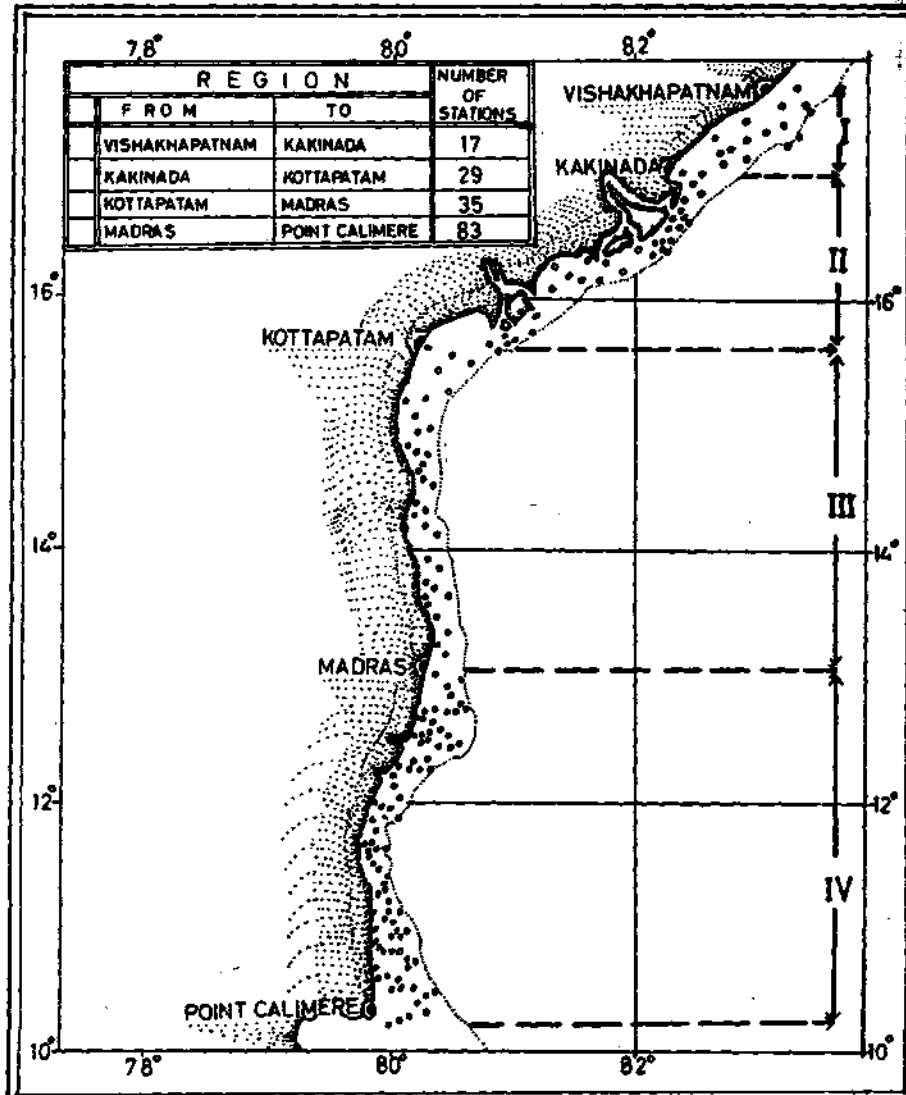 78° 80° 82°
REGION NUMBER OF STATIONS
FROM TO
VISHAKHAPATNAM KAKINADA 17
KAKINADA KOTTAPATAM 29
KOTTAPATAM MADRAS 35
MADRAS POINT CALIMERE 83
VISHAKHAPATNAM
I
KAKINADA
II
16° 16°
KOTTAPATAM
III
14° 14°
MADRAS
12° 12°
IV
POINT CALIMERE
10° 10°
78° 80° 82°